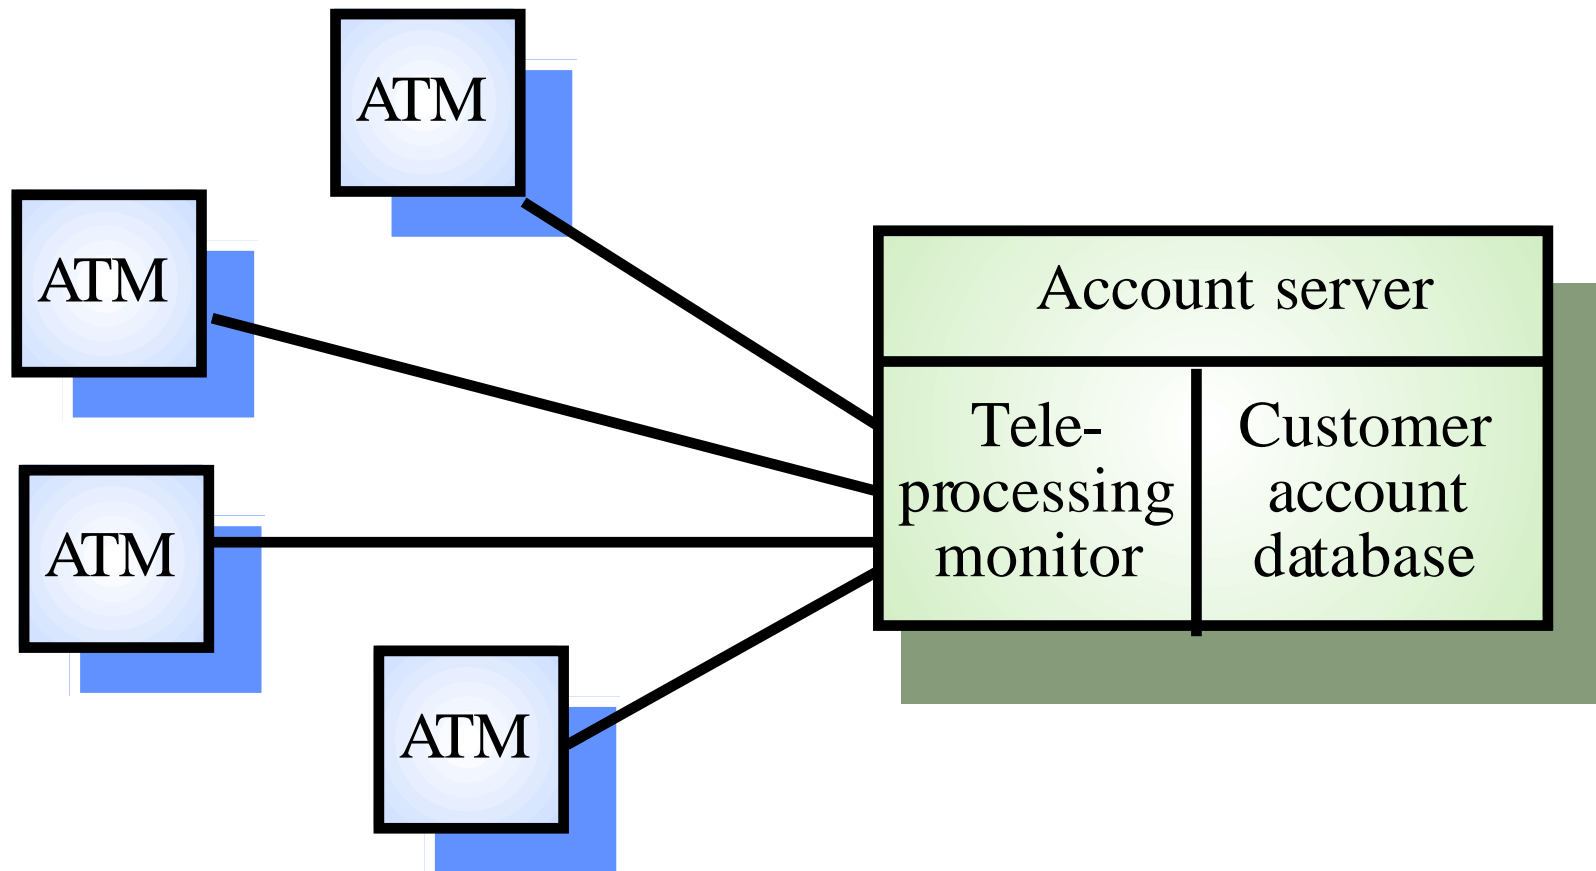 ATM
ATM
ATM
ATM
Account server
Tele-
processing
monitor
Customer
account
database